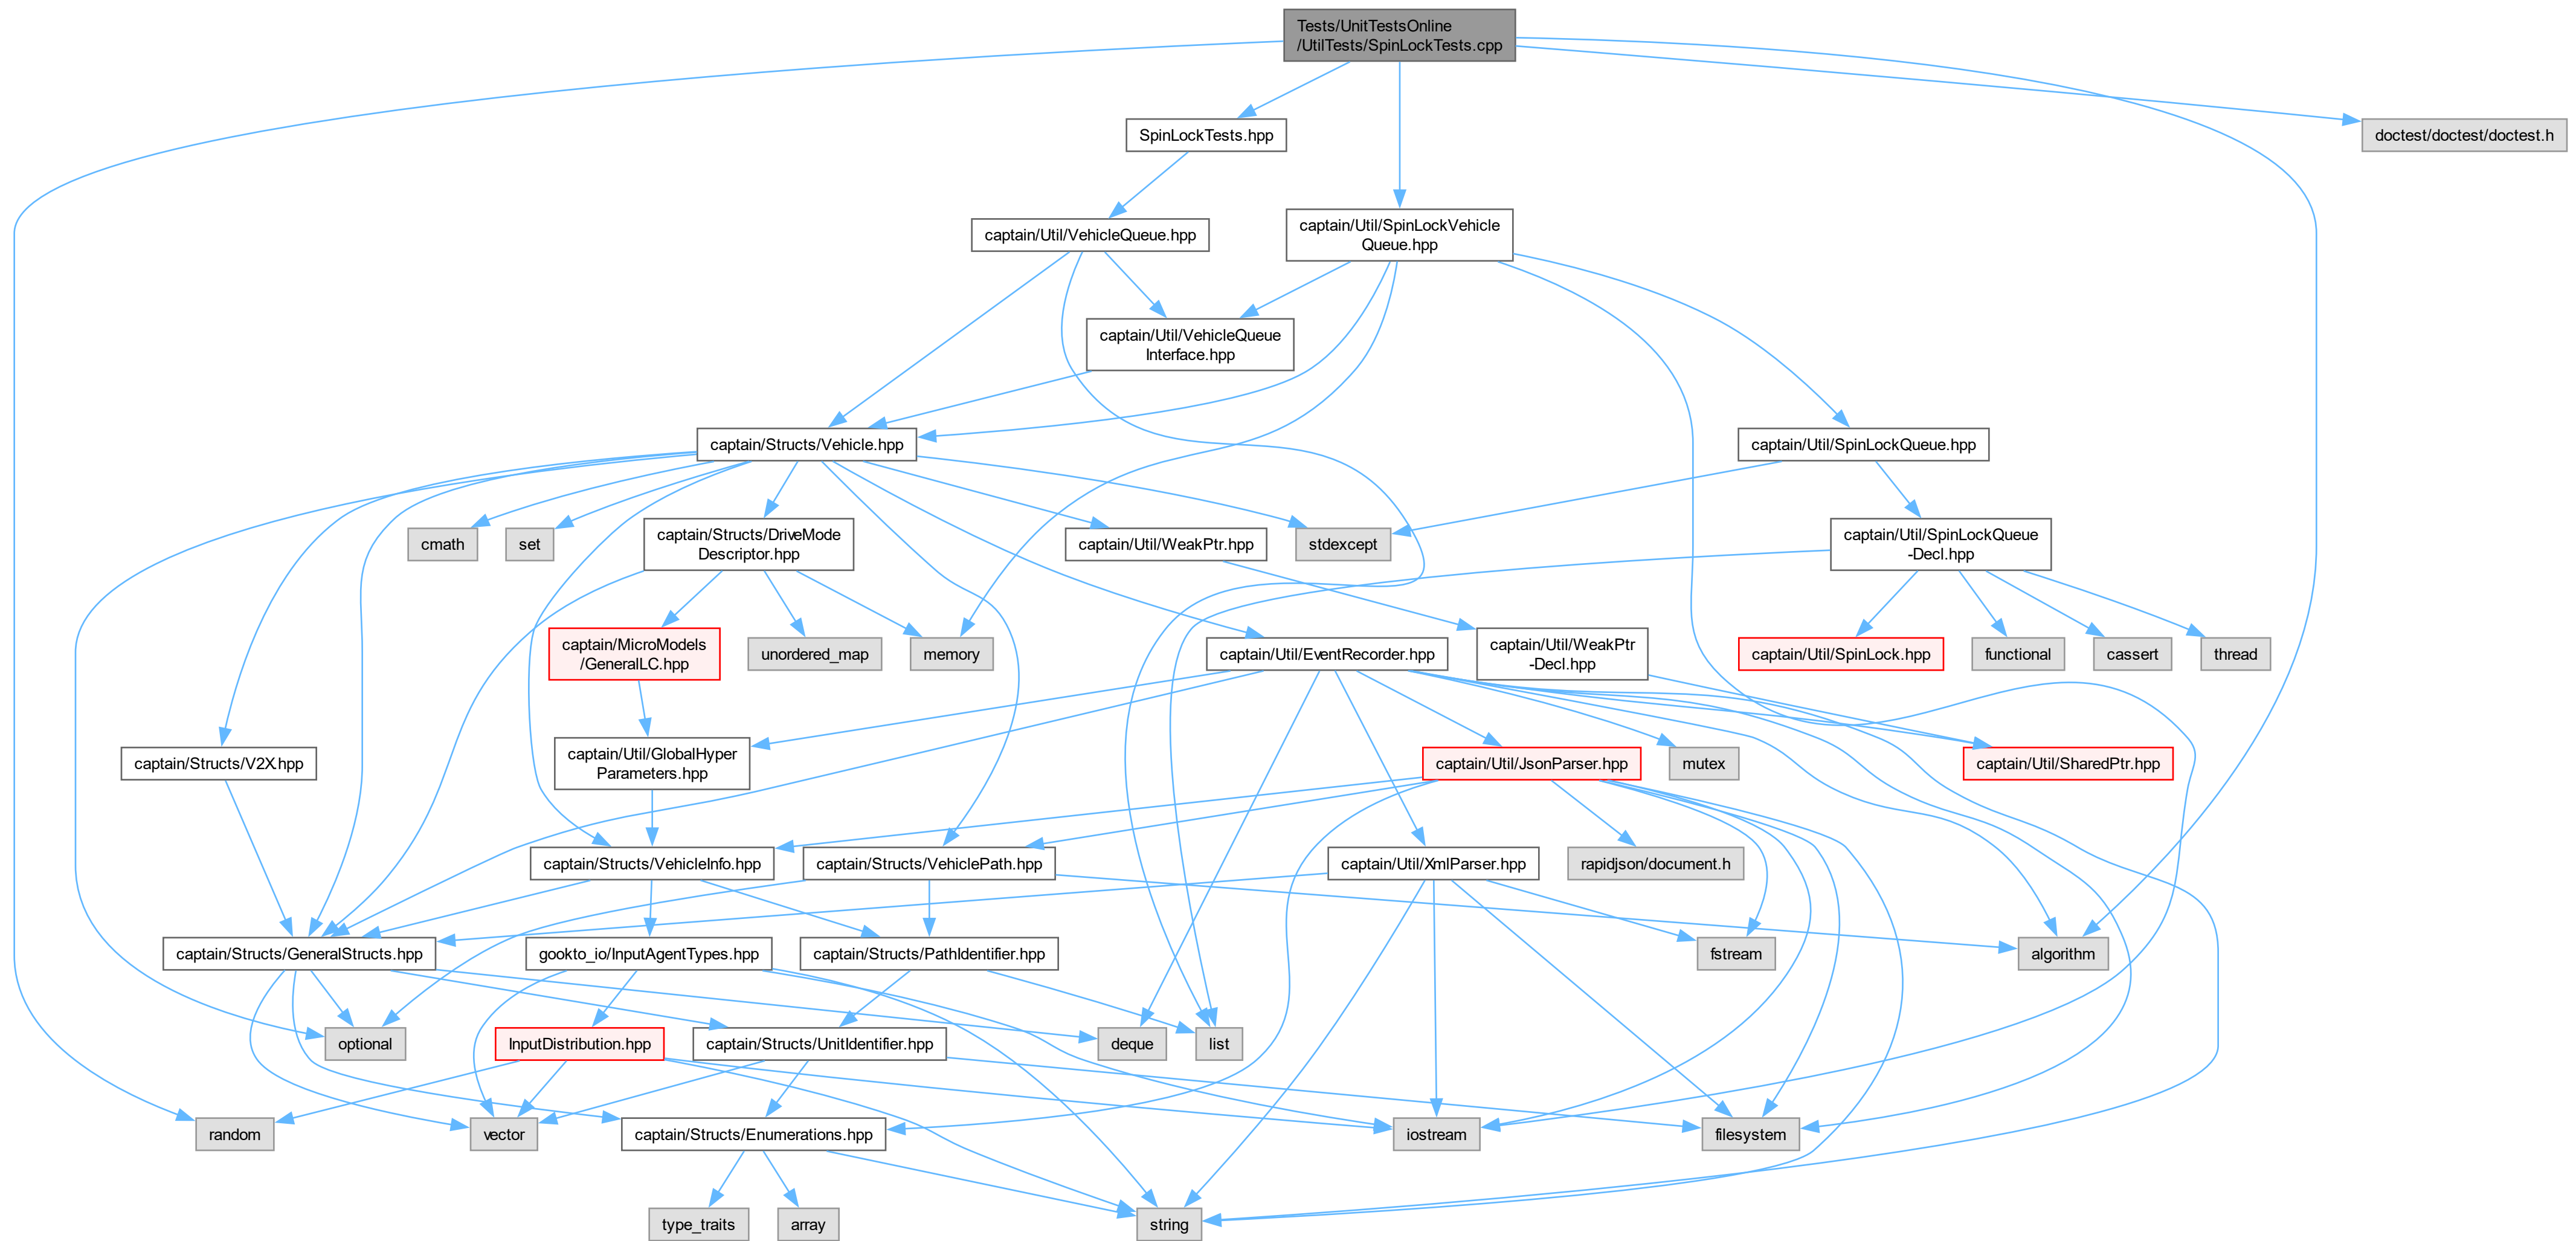 Tests/UnitTestsOnline
/UtilTests/SpinLockTests.cpp
SpinLockTests.hpp
doctest/doctest/doctest.h
captain/Util/VehicleQueue.hpp
captain/Util/SpinLockVehicle
Queue.hpp
captain/Util/VehicleQueue
Interface.hpp
captain/Structs/Vehicle.hpp
captain/Util/SpinLockQueue.hpp
cmath
set
captain/Structs/DriveMode
Descriptor.hpp
captain/Util/WeakPtr.hpp
stdexcept
captain/Util/SpinLockQueue
-Decl.hpp
captain/MicroModels
/GeneralLC.hpp
unordered_map
memory
captain/Util/EventRecorder.hpp
captain/Util/WeakPtr
-Decl.hpp
captain/Util/SpinLock.hpp
functional
cassert
thread
captain/Structs/V2X.hpp
captain/Util/GlobalHyper
Parameters.hpp
captain/Util/JsonParser.hpp
mutex
captain/Util/SharedPtr.hpp
captain/Structs/VehicleInfo.hpp
captain/Structs/VehiclePath.hpp
captain/Util/XmlParser.hpp
rapidjson/document.h
captain/Structs/GeneralStructs.hpp
gookto_io/InputAgentTypes.hpp
captain/Structs/PathIdentifier.hpp
fstream
algorithm
optional
InputDistribution.hpp
captain/Structs/UnitIdentifier.hpp
deque
list
random
vector
captain/Structs/Enumerations.hpp
iostream
filesystem
type_traits
array
string